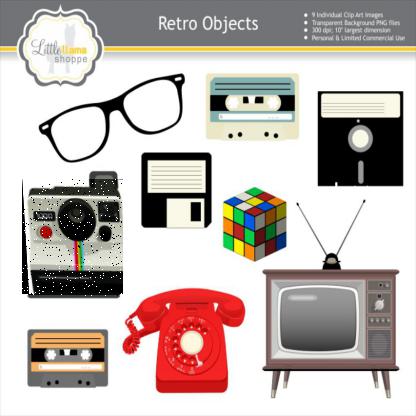 Little llama
shoppe
Retro Objects
● 9 Individual Clip Art Images
● Transparent Background PNG files
● 300 dpi; 10" largest dimension
● Personal & Limited Commercial Use